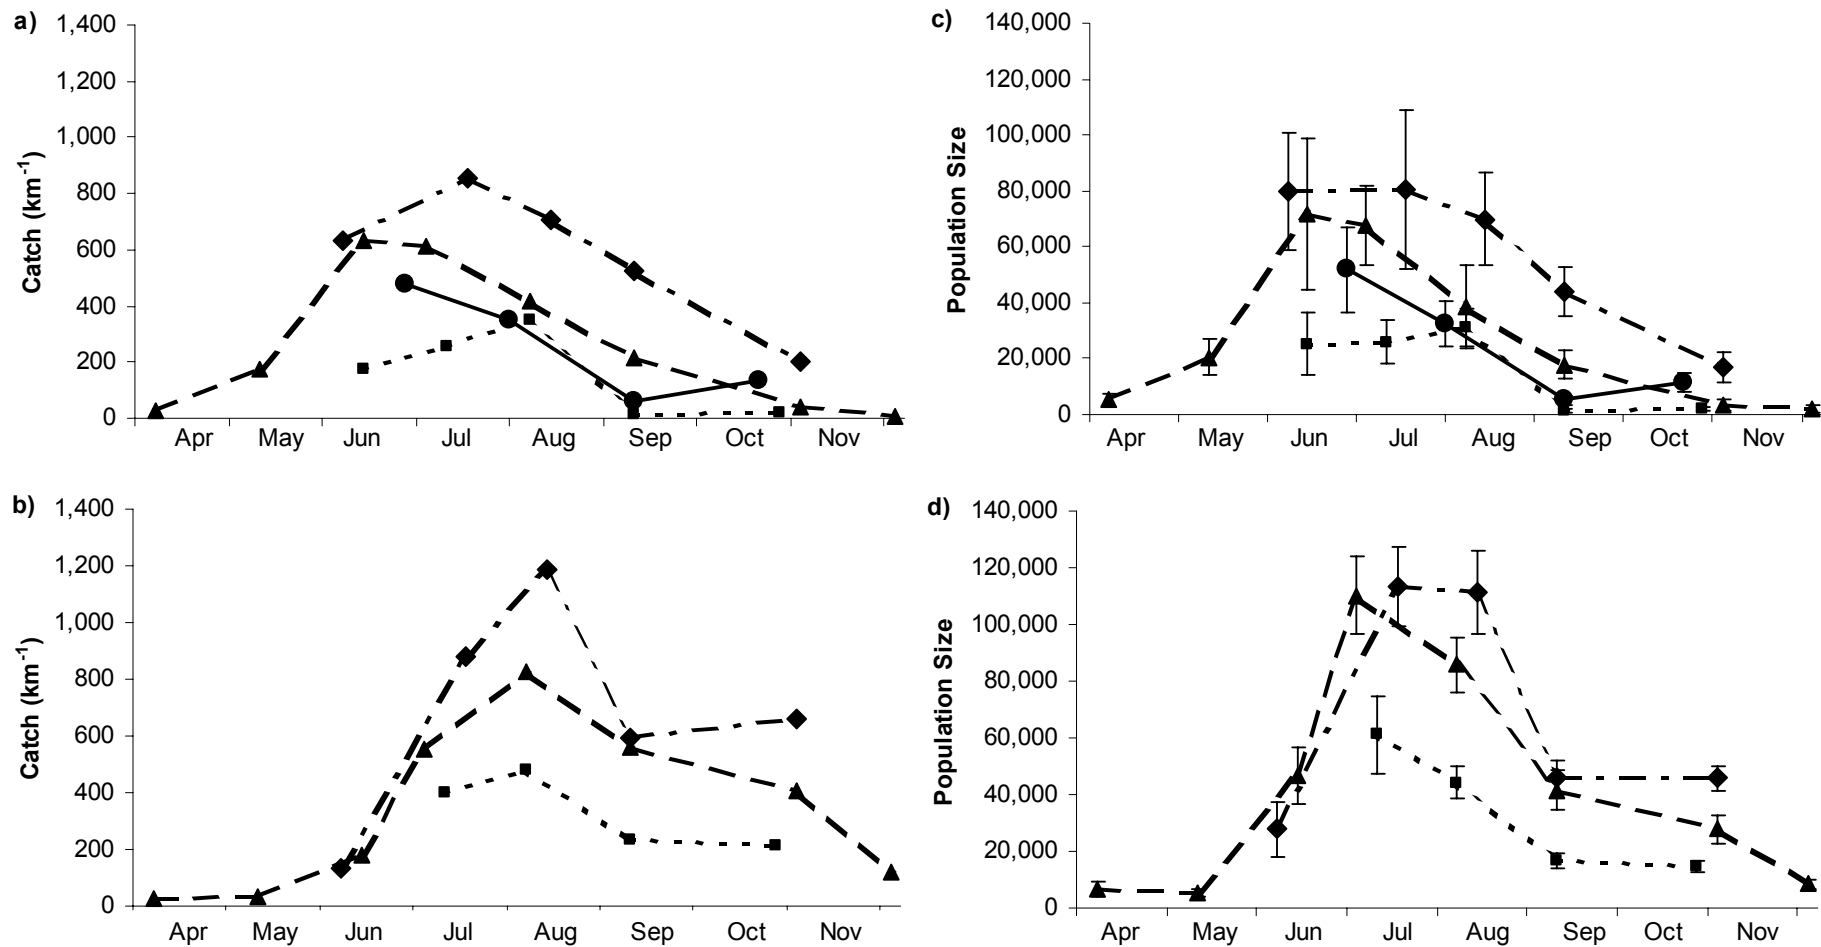 a)
Catch (km-1)
1,400
1,200
1,000
800
600
400
200
0
Apr May Jun Jul Aug Sep Oct Nov
c)
Population Size
140,000
120,000
100,000
80,000
60,000
40,000
20,000
0
Apr May Jun Jul Aug Sep Oct Nov
b)
Catch (km-1)
1,400
1,200
1,000
800
600
400
200
0
Apr May Jun Jul Aug Sep Oct Nov
d)
Population Size
140,000
120,000
100,000
80,000
60,000
40,000
20,000
0
Apr May Jun Jul Aug Sep Oct Nov